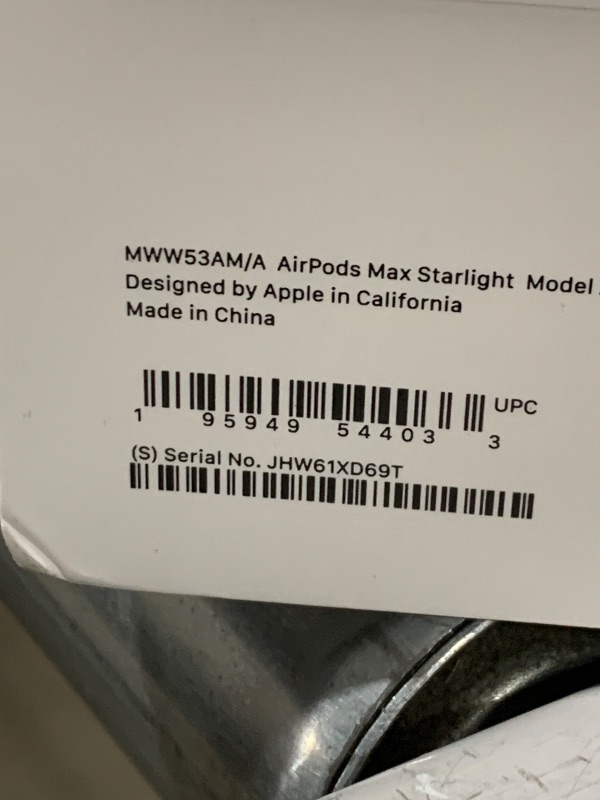 MWW53AM/A AirPods Max Starlight Model
Designed by Apple in California
Made in China
UPC
1 95949 54403 3
(S) Serial No. JHW61XD69T